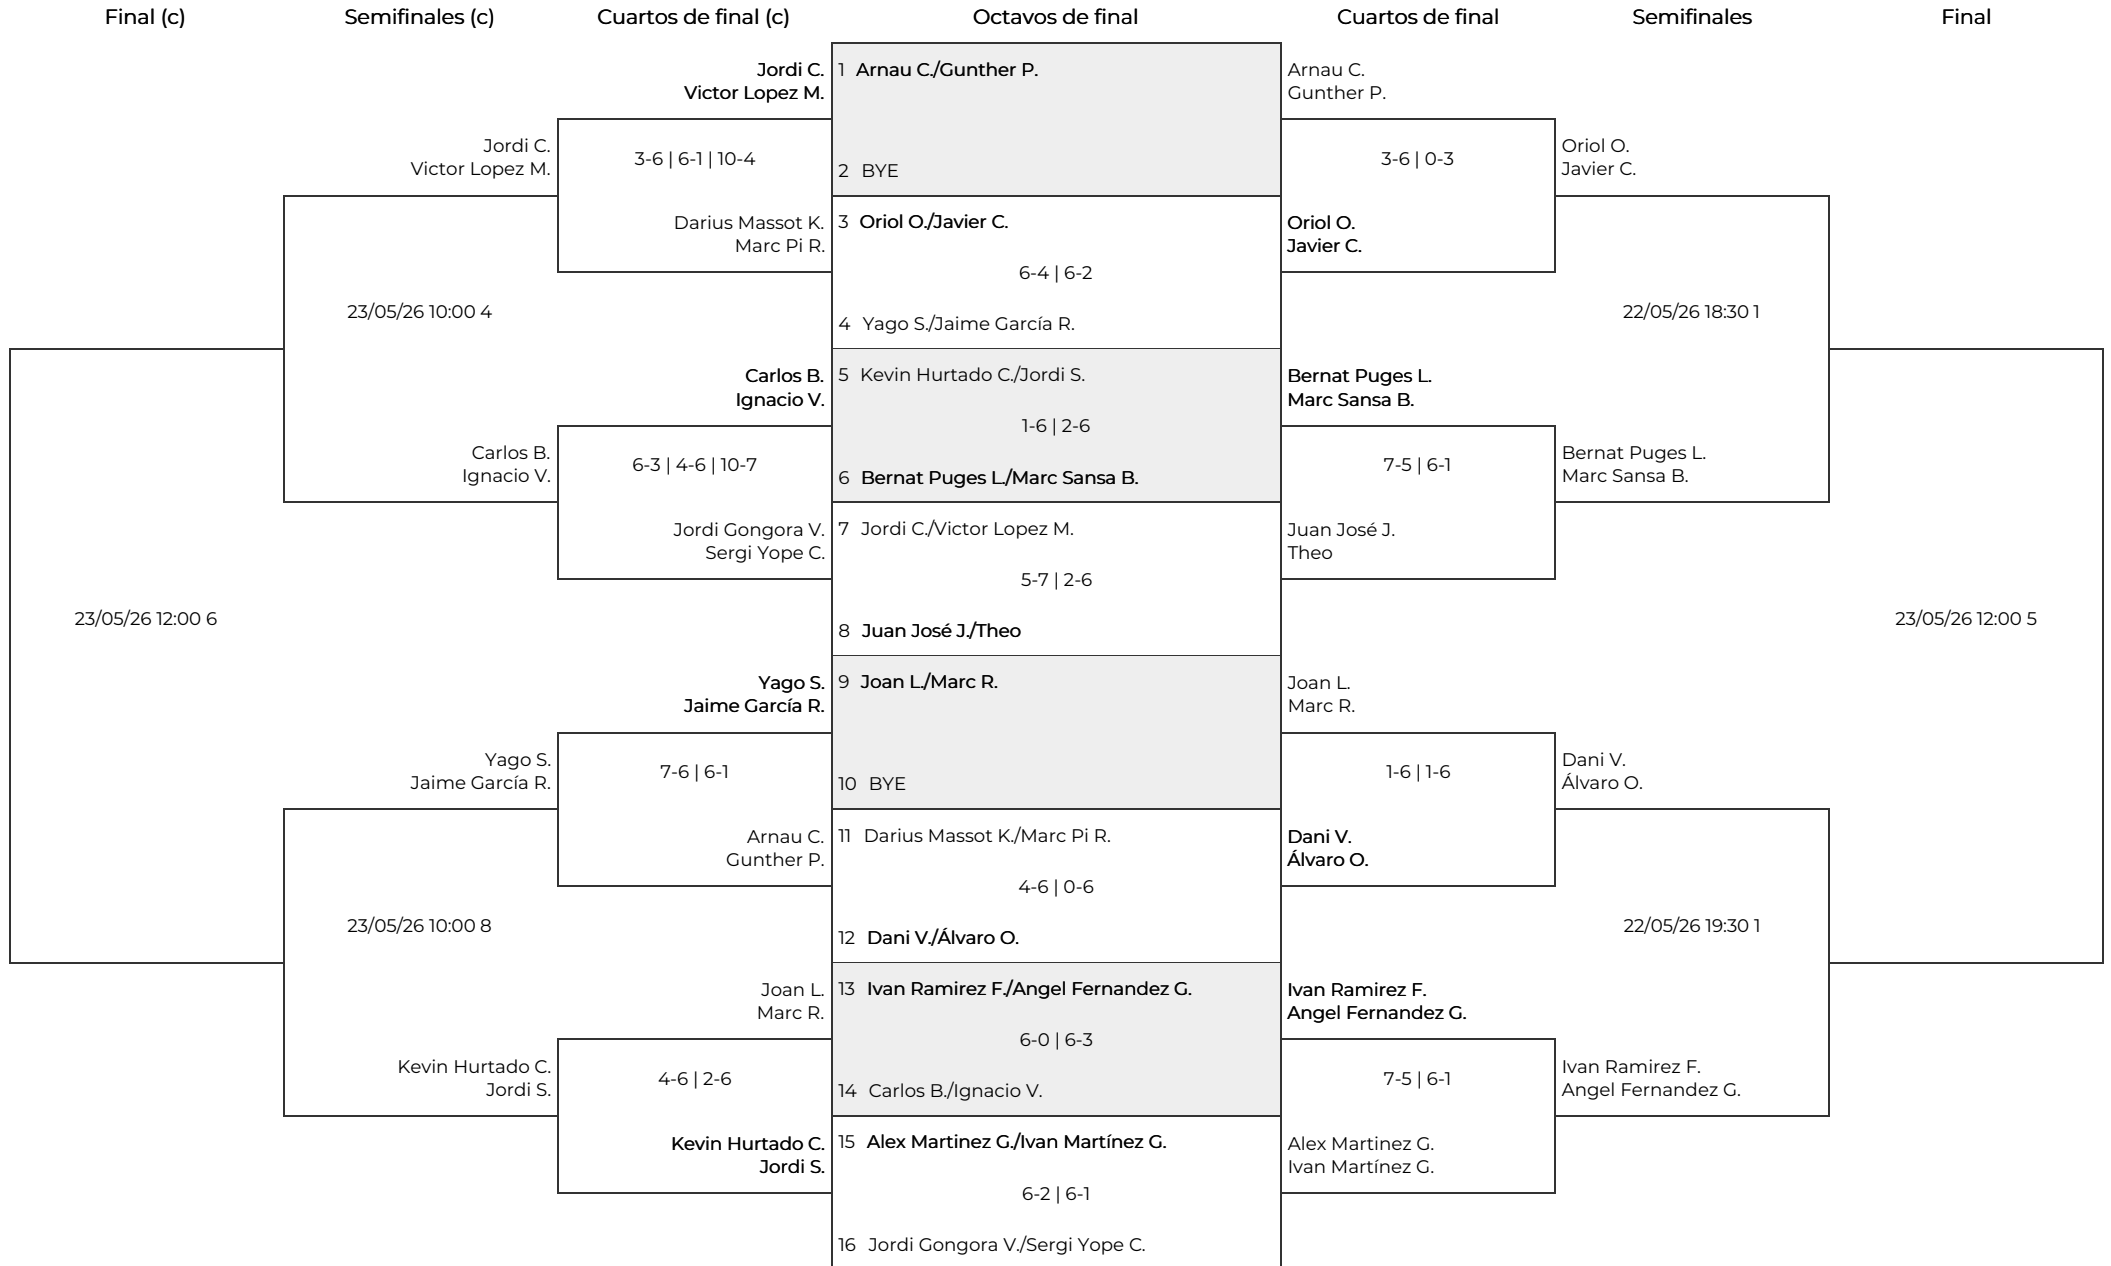 Final (c)
Semifinales (c)
Cuartos de final (c)
Octavos de final
Cuartos de final
Semifinales
Final
Jordi C.
Victor Lopez M.
3-6 | 6-1 | 10-4
Darius Massot K.
Marc Pi R.
Carlos B.
Ignacio V.
6-3 | 4-6 | 10-7
Jordi Gongora V.
Sergi Yope C.
Yago S.
Jaime García R.
7-6 | 6-1
Arnau C.
Gunther P.
Joan L.
Marc R.
4-6 | 2-6
Kevin Hurtado C.
Jordi S.
Jordi C.
Victor Lopez M.
23/05/26 10:00 4
Carlos B.
Ignacio V.
Yago S.
Jaime García R.
23/05/26 10:00 8
Kevin Hurtado C.
Jordi S.
23/05/26 12:00 6
1 Arnau C./Gunther P.
2 BYE
3 Oriol O./Javier C.
6-4 | 6-2
4 Yago S./Jaime García R.
5 Kevin Hurtado C./Jordi S.
1-6 | 2-6
6 Bernat Puges L./Marc Sansa B.
7 Jordi C./Victor Lopez M.
5-7 | 2-6
8 Juan José J./Theo
9 Joan L./Marc R.
10 BYE
11 Darius Massot K./Marc Pi R.
4-6 | 0-6
12 Dani V./Álvaro O.
13 Ivan Ramirez F./Angel Fernandez G.
6-0 | 6-3
14 Carlos B./Ignacio V.
15 Alex Martinez G./Ivan Martínez G.
6-2 | 6-1
16 Jordi Gongora V./Sergi Yope C.
Arnau C.
Gunther P.
3-6 | 0-3
Oriol O.
Javier C.
Bernat Puges L.
Marc Sansa B.
7-5 | 6-1
Juan José J.
Theo
Joan L.
Marc R.
1-6 | 1-6
Dani V.
Álvaro O.
Ivan Ramirez F.
Angel Fernandez G.
7-5 | 6-1
Alex Martinez G.
Ivan Martínez G.
Oriol O.
Javier C.
22/05/26 18:30 1
Bernat Puges L.
Marc Sansa B.
Dani V.
Álvaro O.
22/05/26 19:30 1
Ivan Ramirez F.
Angel Fernandez G.
23/05/26 12:00 5